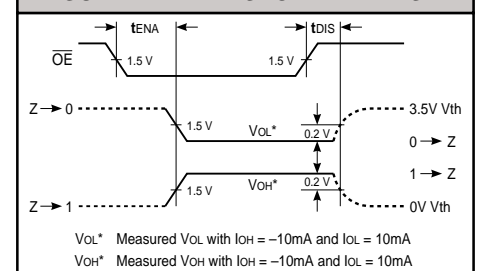 tENA tDIS
OE 1.5 V 1.5 V
Z 0 3.5V Vth
1.5 V VOL* 0.2 V
0 Z
1 Z
1.5 V VOH* 0.2 V
Z 1 0V Vth
VOL* Measured VOL with IOH = –10mA and IOL = 10mA
VOH* Measured VOH with IOH = –10mA and IOL = 10mA